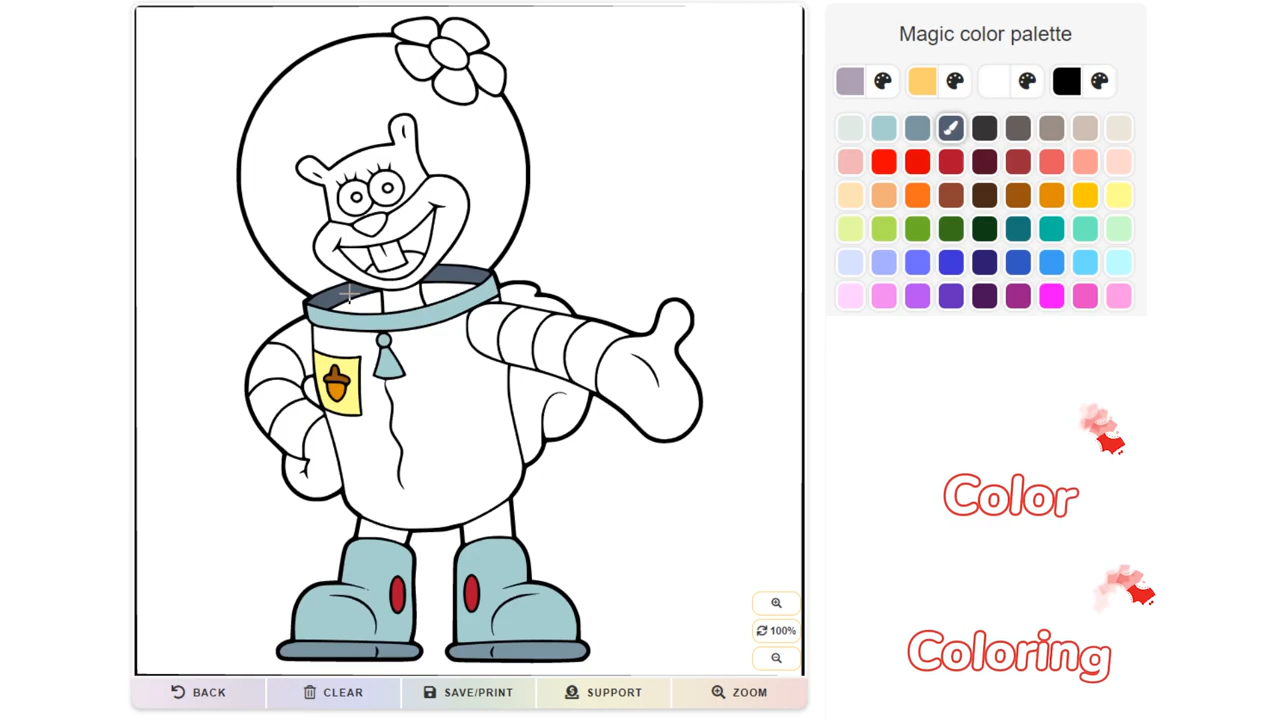 Magic color palette
Color
Coloring
100%
BACK
CLEAR
SAVE/PRINT
SUPPORT
ZOOM